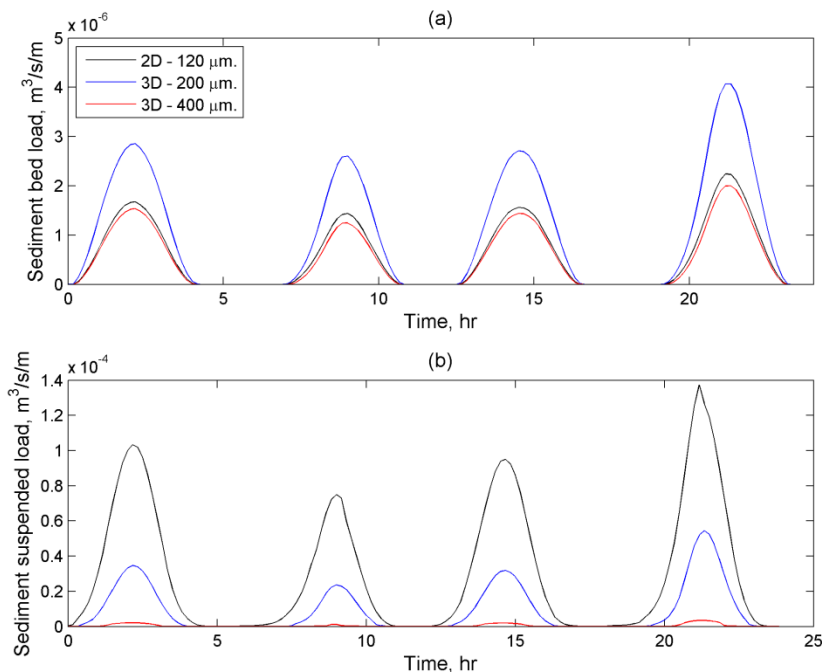 (a)
x 10^-6
5
4
3
2
1
0
Sediment bed load, m^3/s/m
2D - 120 μm.
3D - 200 μm.
3D - 400 μm.
0 5 10 15 20
Time, hr
(b)
x 10^-4
1.4
1.2
1
0.8
0.6
0.4
0.2
0
Sediment suspended load, m^3/s/m
0 5 10 15 20 25
Time, hr